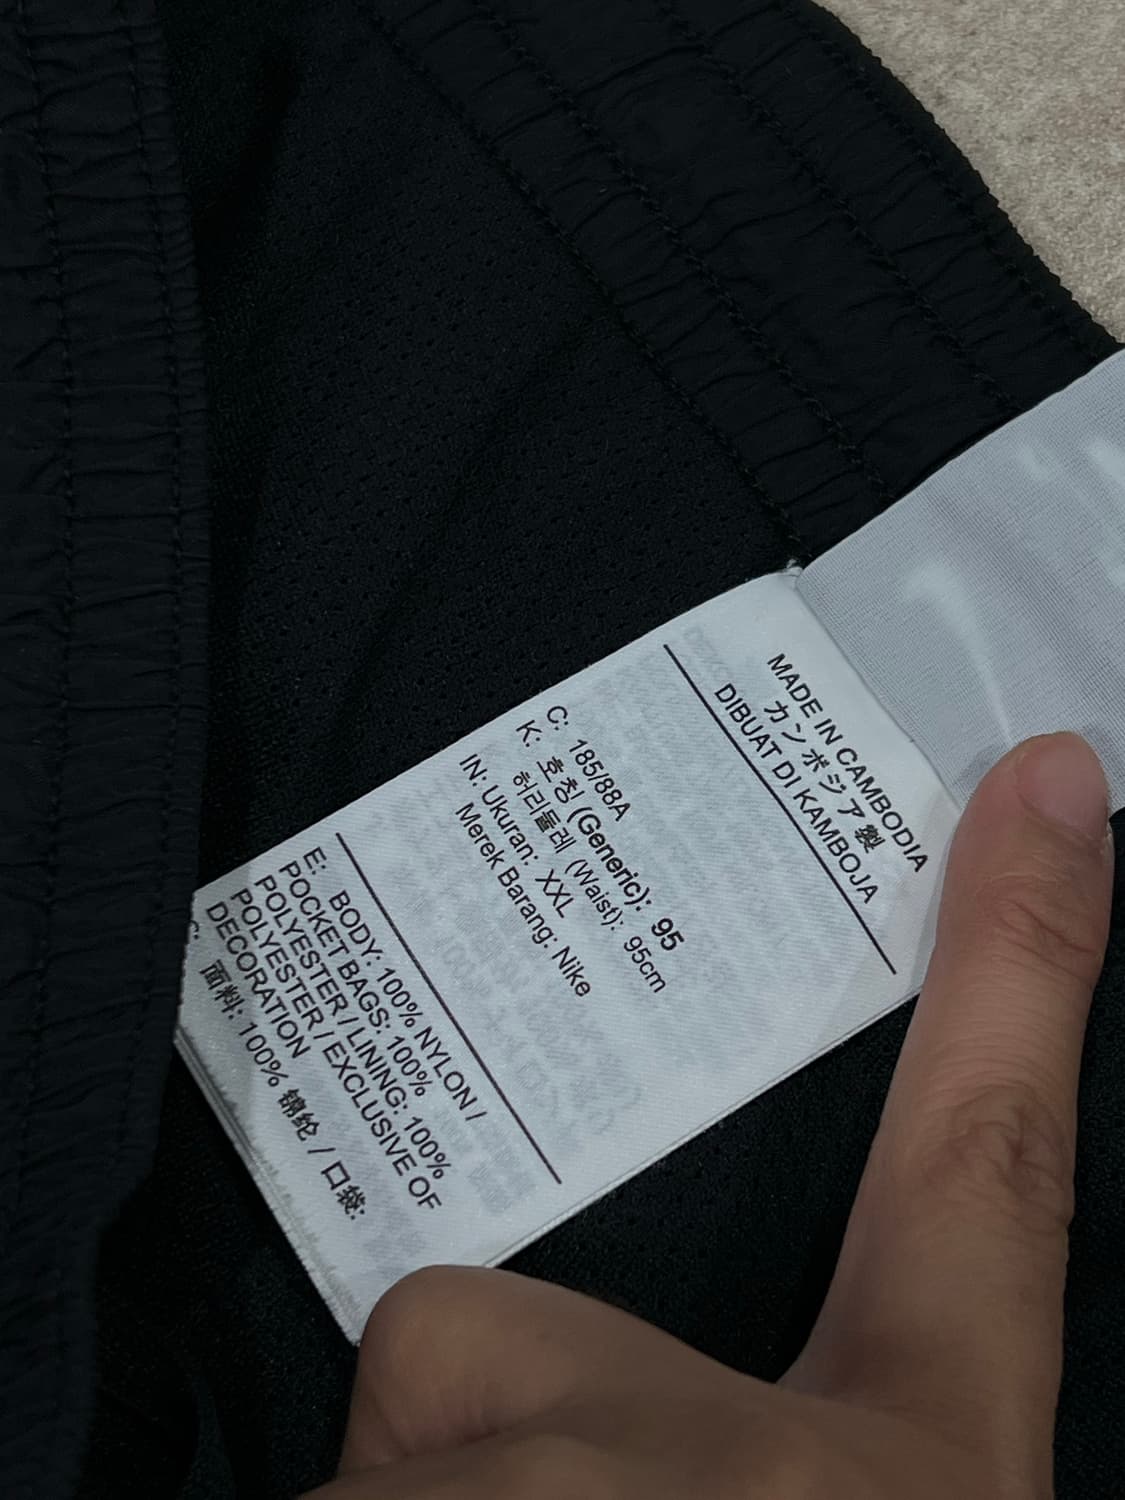 MADE IN CAMBODIA
カンボジア製
DIBUAT DI KAMBOJA
C: 185/88A
K: 호칭 (Generic): 95
허리둘레 (Waist): 95cm
IN: Ukuran: XXL
Merek Barang: Nike
E: BODY: 100% NYLON /
POCKET BAGS: 100%
POLYESTER / LINING: 100%
POLYESTER / EXCLUSIVE OF
DECORATION
面料: 100% 锦纶 / 口袋: